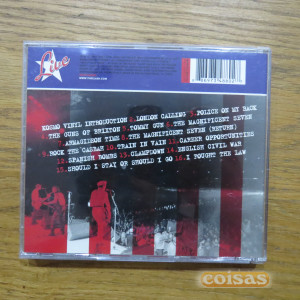 Live
KOSMO VINYL INTRODUCTION 2. LONDON CALLING 3. POLICE ON MY BACK
THE GUNS OF BRIXTON 5. TOMMY GUN 6. THE MAGNIFICENT SEVEN
7. ARMAGIDEON TIME 8. THE MAGNIFICENT SEVEN (RETURN)
9. ROCK THE CASBAH 10. TRAIN IN VAIN 11. CAREER OPPORTUNITIES
12. SPANISH BOMBS 13. CLAMPDOWN 14. ENGLISH CIVIL WAR
15. SHOULD I STAY OR SHOULD I GO 16. I FOUGHT THE LAW
coisas